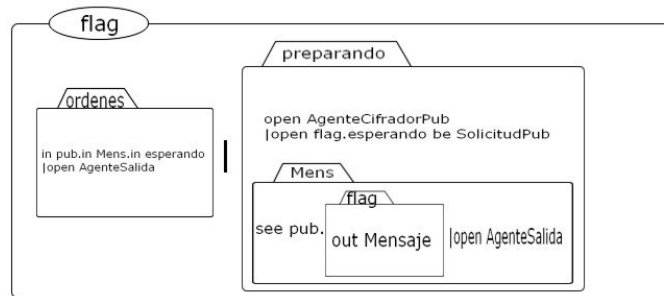 flag
ordenes
in pub.in Mens.in esperando
|open AgenteSalida
|
preparando
open AgenteCifradorPub
|open flag.esperando be SolicitudPub
Mens
see pub.
flag
out Mensaje
|open AgenteSalida